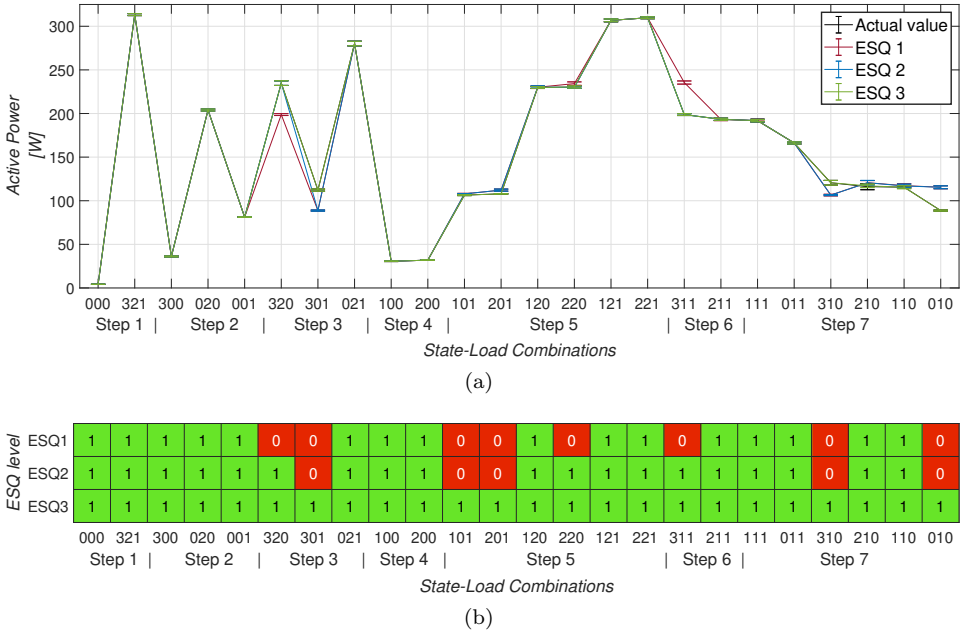 Active Power
[W]
300
250
200
150
100
50
0
Actual value
ESQ 1
ESQ 2
ESQ 3
000 321 300 020 001 320 301 021 100 200 101 201 120 220 121 221 311 211 111 011 310 210 110 010
Step 1 | Step 2 | Step 3 | Step 4 | Step 5 | Step 6 | Step 7
State-Load Combinations
(a)
ESQ level
ESQ1 1 1 1 1 1 0 0 1 1 1 0 0 1 0 1 1 0 1 1 1 0 1 1 0
ESQ2 1 1 1 1 1 1 0 1 1 1 0 0 1 1 1 1 1 1 1 1 0 1 1 0
ESQ3 1 1 1 1 1 1 1 1 1 1 1 1 1 1 1 1 1 1 1 1 1 1 1 1
000 321 300 020 001 320 301 021 100 200 101 201 120 220 121 221 311 211 111 011 310 210 110 010
Step 1 | Step 2 | Step 3 | Step 4 | Step 5 | Step 6 | Step 7
State-Load Combinations
(b)